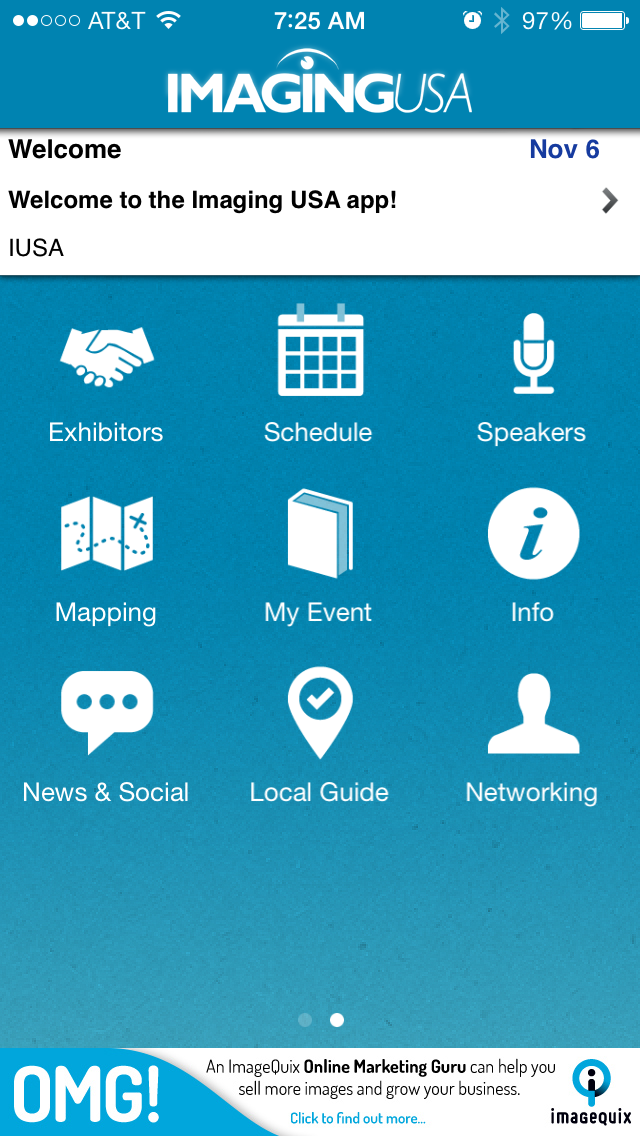 AT&T 7:25 AM 97%
IMAGINGUSA
Welcome Nov 6
Welcome to the Imaging USA app!
IUSA
Exhibitors Schedule Speakers
Mapping My Event Info
News & Social Local Guide Networking
OMG!
An ImageQuix Online Marketing Guru can help you
sell more images and grow your business.
Click to find out more...
imagequix